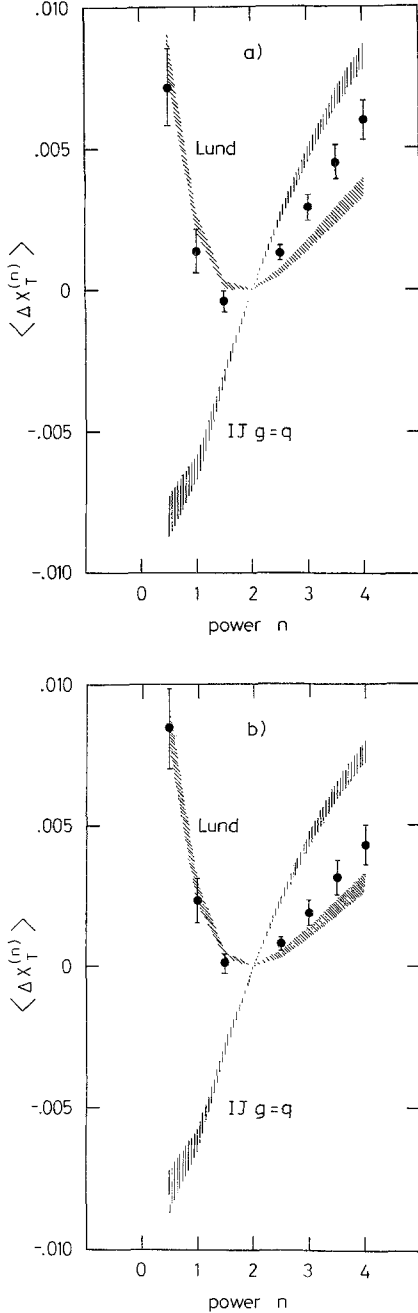 .010
a)
.005
Lund
0
⟨ΔX_T^(n)⟩
-.005
IJ g=q
-.010
0 1 2 3 4
power n
.010
b)
.005
Lund
0
⟨ΔX_T^(n)⟩
-.005
IJ g=q
-.010
0 1 2 3 4
power n